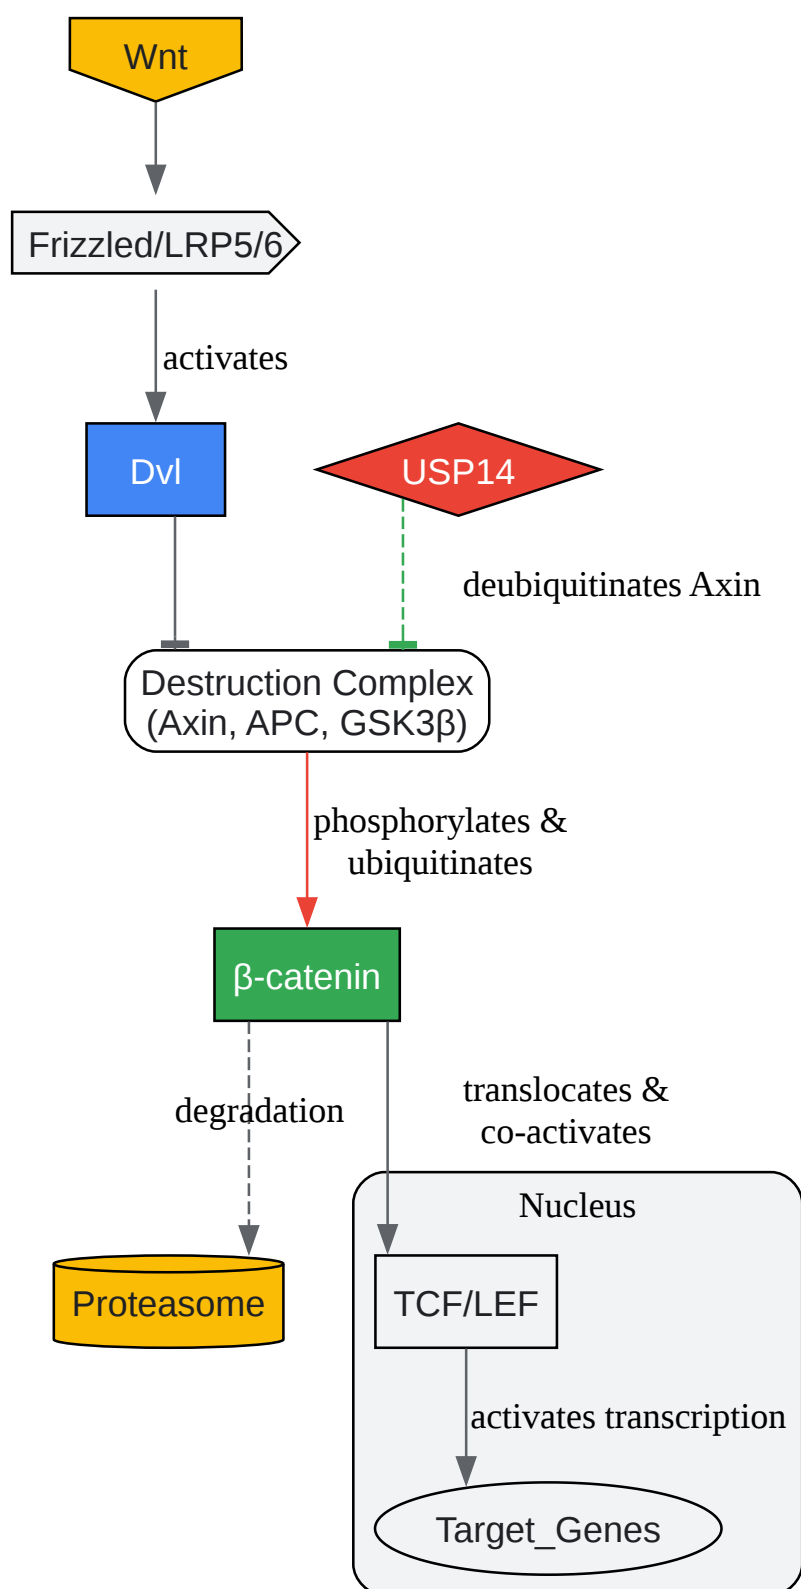 Wnt
Frizzled/LRP5/6
activates
Dvl
USP14
deubiquitinates Axin
Destruction Complex
(Axin, APC, GSK3β)
phosphorylates &
ubiquitinates
β-catenin
degradation
translocates &
co-activates
Nucleus
Proteasome
TCF/LEF
activates transcription
Target_Genes